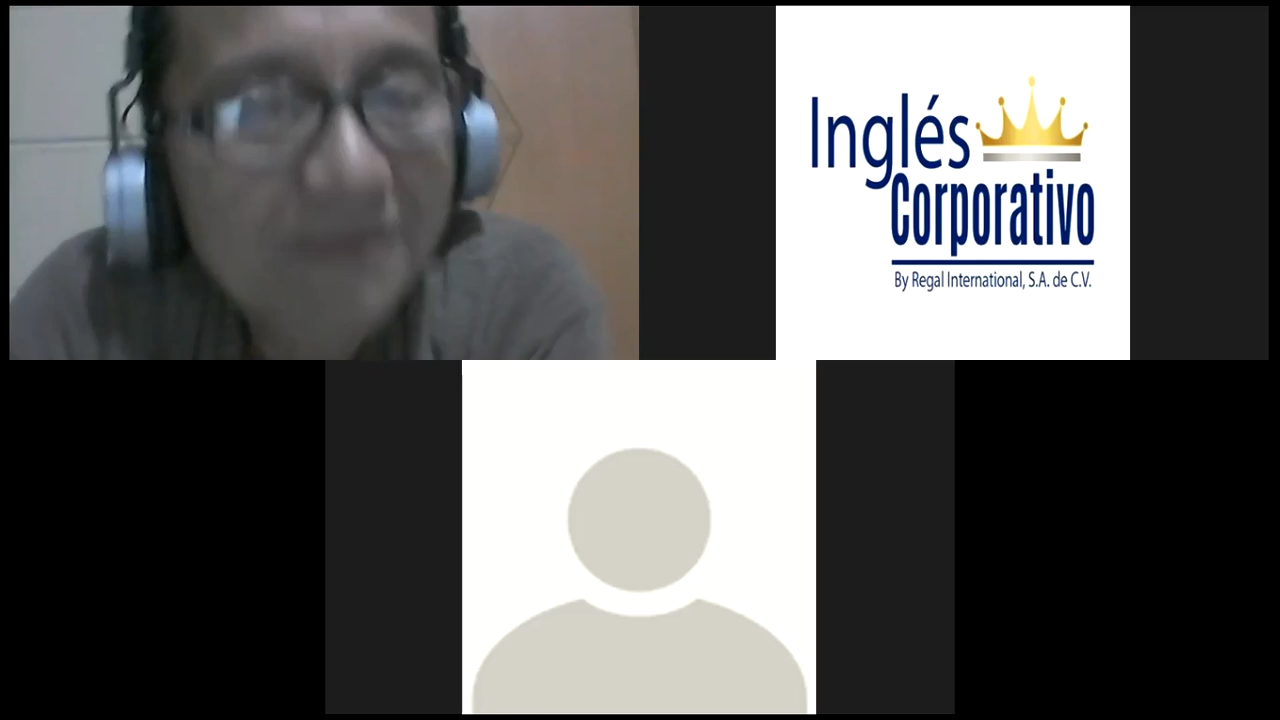 Inglés
Corporativo
By Regal International, S.A. de C.V.